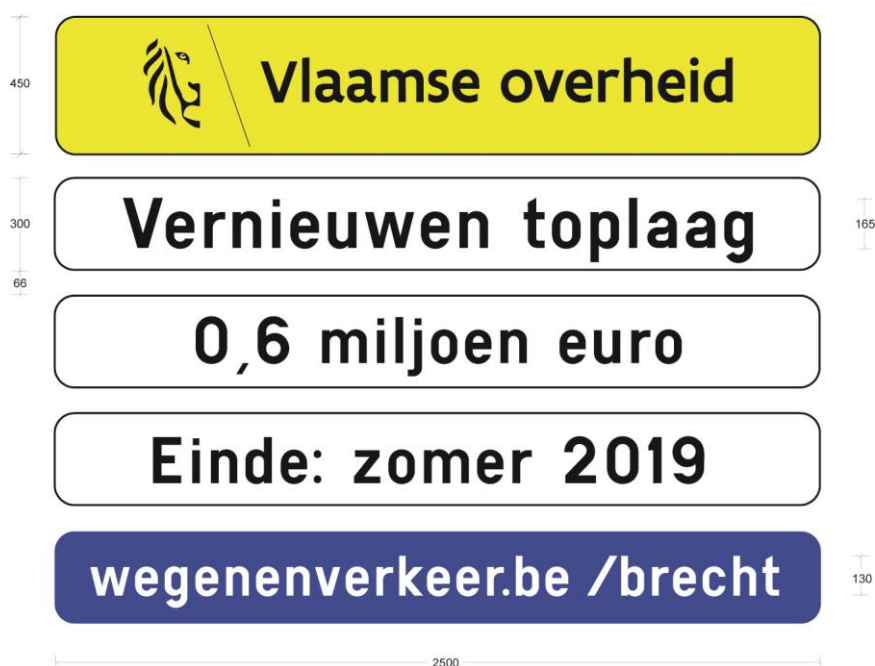 450
Vlaamse overheid
300
Vernieuwen toplaag
165
66
0,6 miljoen euro
Einde: zomer 2019
wegenenverkeer.be /brecht
130
2500